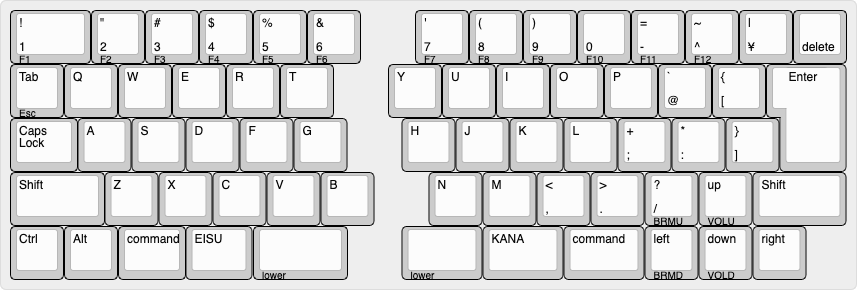 ! " # $ % & ' ( ) = ~ |
1 2 3 4 5 6 7 8 9 0 - ^ ¥ delete
F1 F2 F3 F4 F5 F6 F7 F8 F9 F10 F11 F12
Tab Q W E R T Y U I O P ` { Enter
@ [
Esc
Caps Lock A S D F G H J K L + * }
; : ]
Shift Z X C V B N M < > ? up Shift
, . /
BRMU VOLU
Ctrl Alt command EISU KANA command left down right
lower lower BRMD VOLD